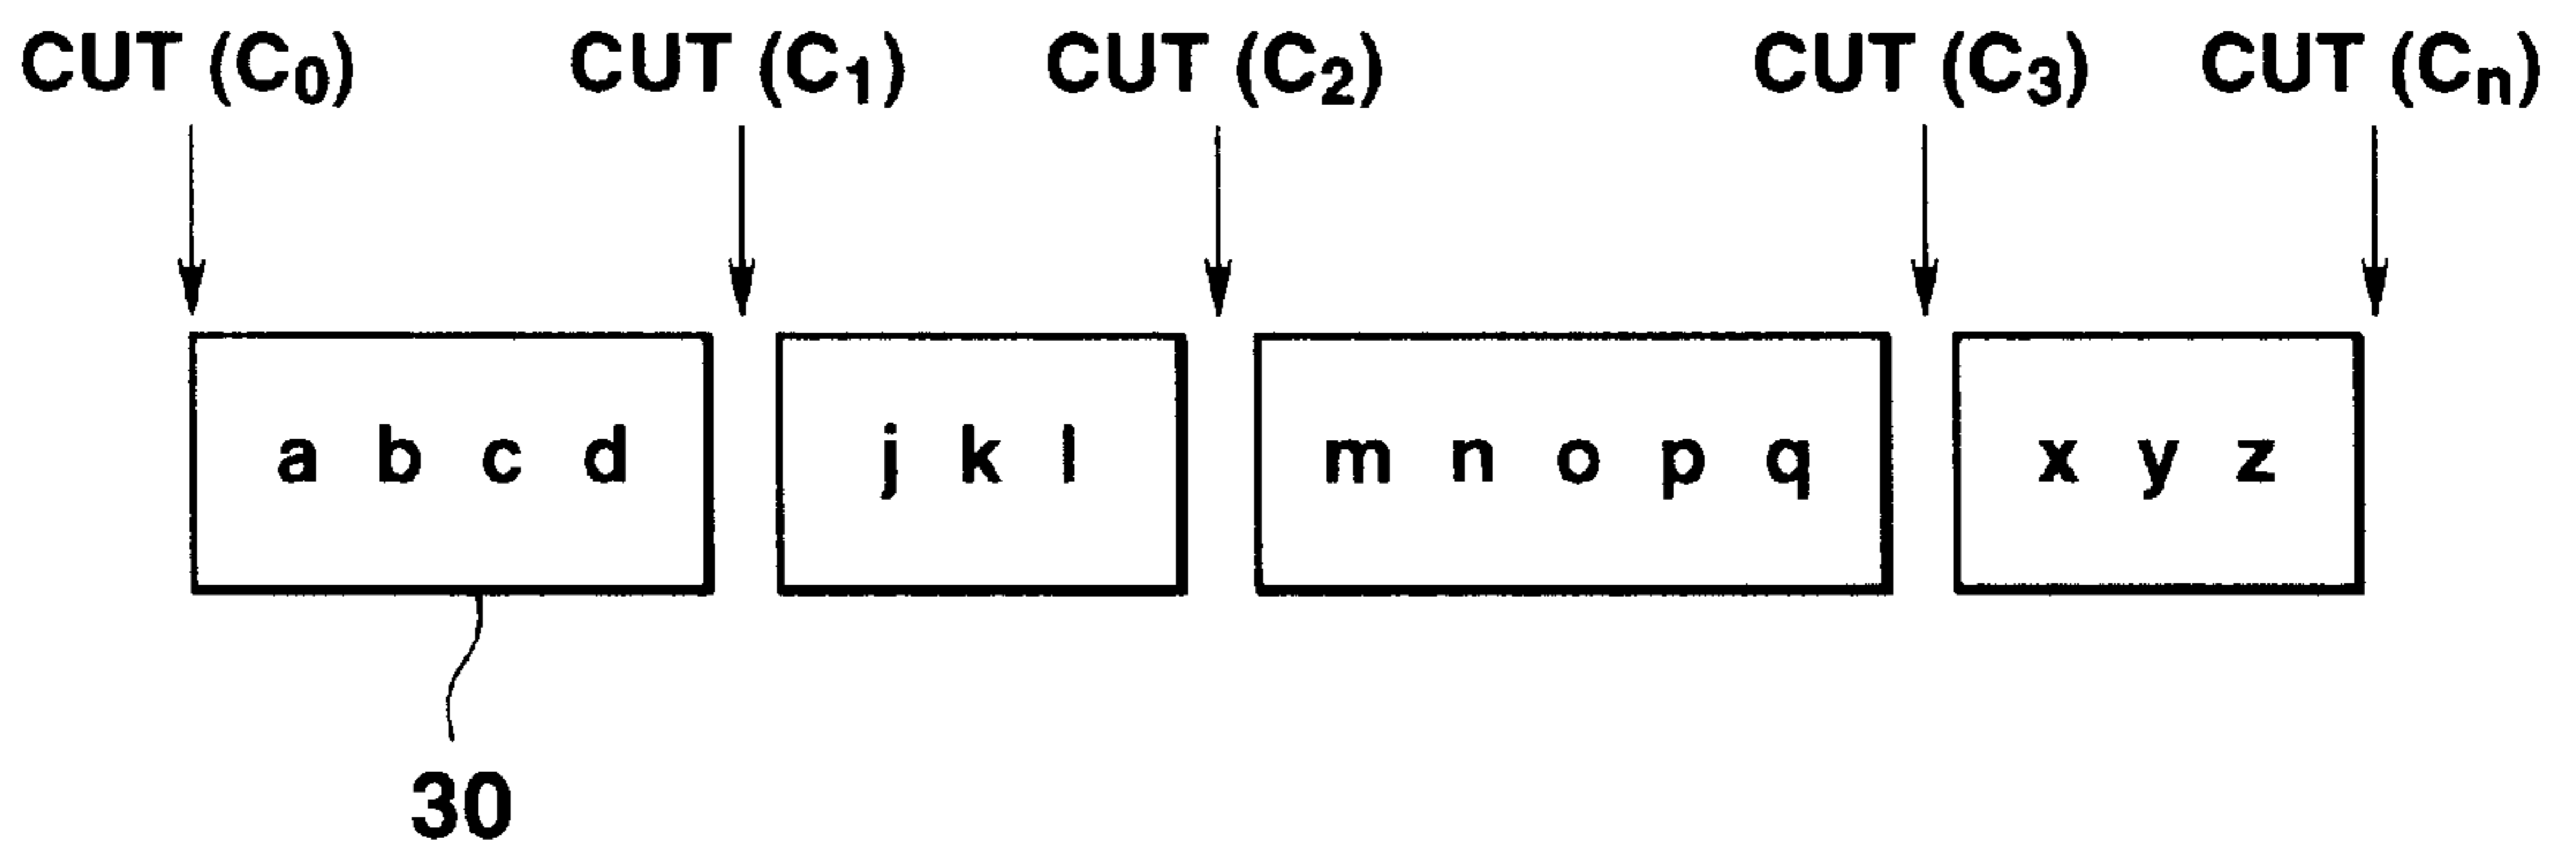 CUT (C0) CUT (C1) CUT (C2) CUT (C3) CUT (Cn)
a b c d j k l m n o p q x y z
30